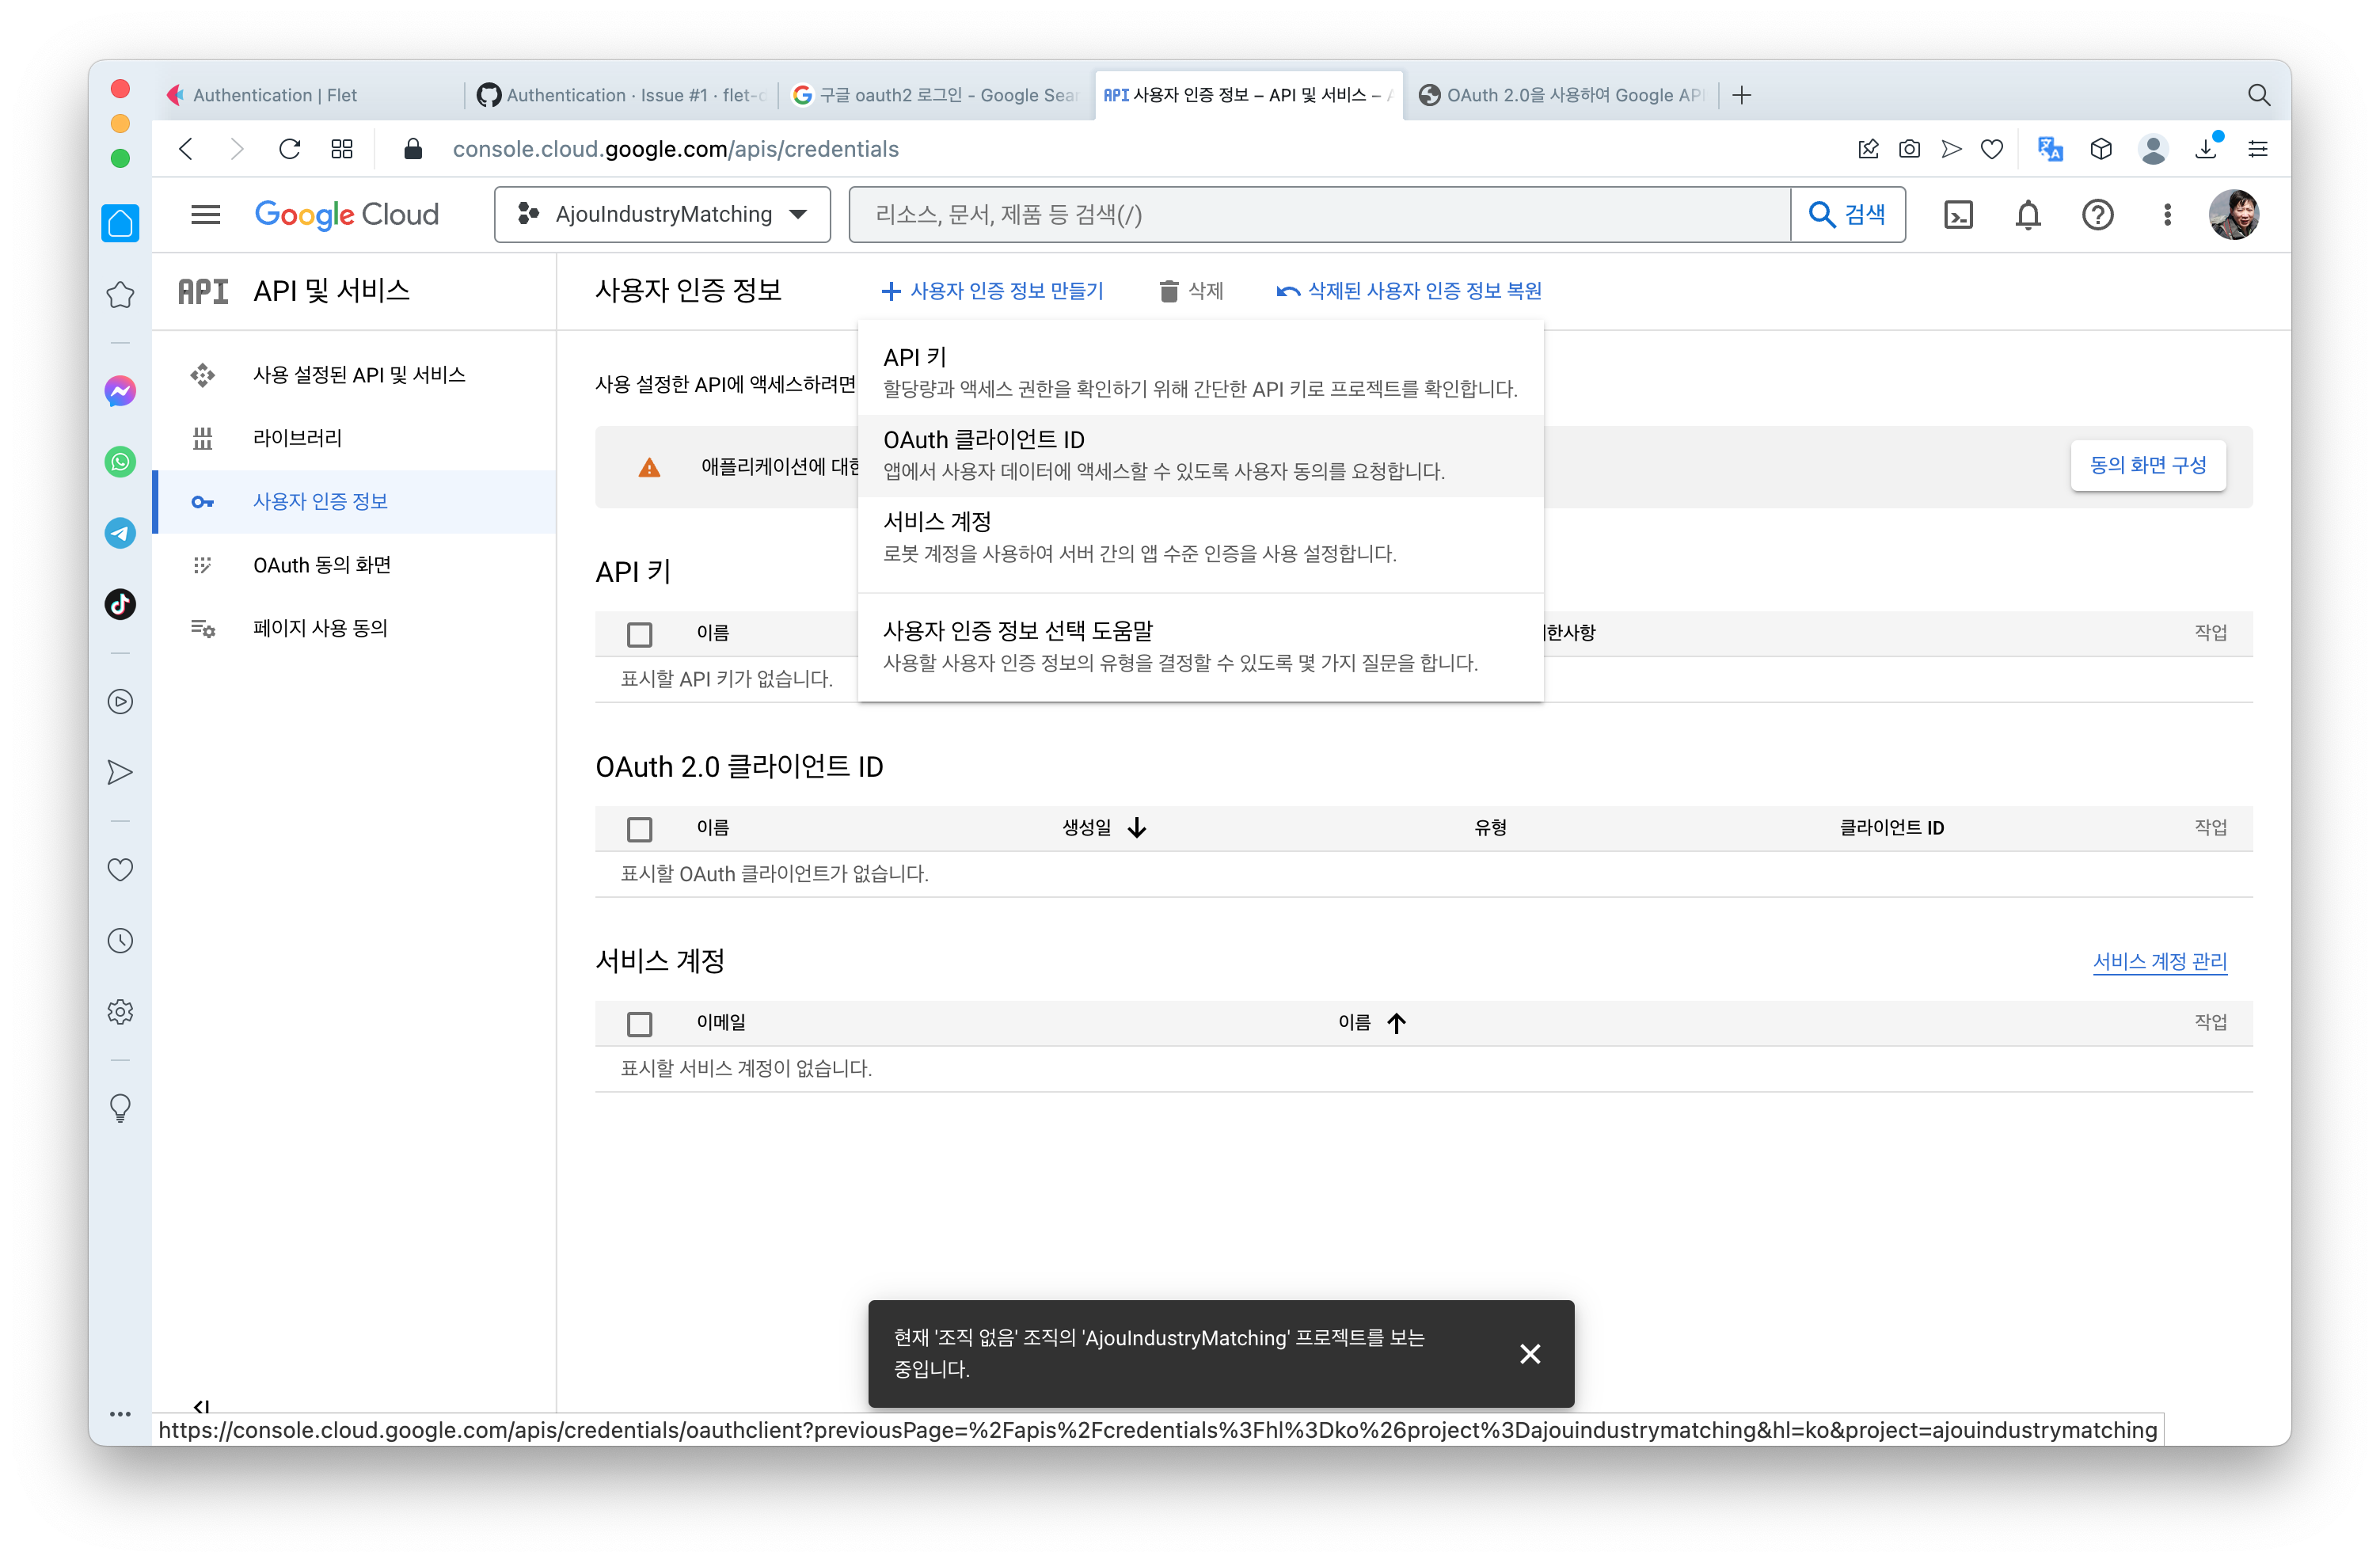 Authentication | Flet
Authentication · Issue #1 · flet-d
구글 oauth2 로그인 - Google Sear
API 사용자 인증 정보 – API 및 서비스 –
OAuth 2.0을 사용하여 Google API
console.cloud.google.com/apis/credentials
Google Cloud
AjouIndustryMatching
리소스, 문서, 제품 등 검색(/)
검색
API API 및 서비스
사용자 인증 정보
사용자 인증 정보 만들기
삭제
삭제된 사용자 인증 정보 복원
사용 설정된 API 및 서비스
라이브러리
사용자 인증 정보
OAuth 동의 화면
페이지 사용 동의
사용 설정한 API에 액세스하려면
애플리케이션에 대한
동의 화면 구성
API 키
할당량과 액세스 권한을 확인하기 위해 간단한 API 키로 프로젝트를 확인합니다.
OAuth 클라이언트 ID
앱에서 사용자 데이터에 액세스할 수 있도록 사용자 동의를 요청합니다.
서비스 계정
로봇 계정을 사용하여 서버 간의 앱 수준 인증을 사용 설정합니다.
사용자 인증 정보 선택 도움말
사용할 사용자 인증 정보의 유형을 결정할 수 있도록 몇 가지 질문을 합니다.
API 키
이름
한사항
작업
표시할 API 키가 없습니다.
OAuth 2.0 클라이언트 ID
이름
생성일
유형
클라이언트 ID
작업
표시할 OAuth 클라이언트가 없습니다.
서비스 계정
서비스 계정 관리
이메일
이름
작업
표시할 서비스 계정이 없습니다.
현재 '조직 없음' 조직의 'AjouIndustryMatching' 프로젝트를 보는
중입니다.
https://console.cloud.google.com/apis/credentials/oauthclient?previousPage=%2Fapis%2Fcredentials%3Fhl%3Dko%26project%3Dajouindustrymatching&hl=ko&project=ajouindustrymatching